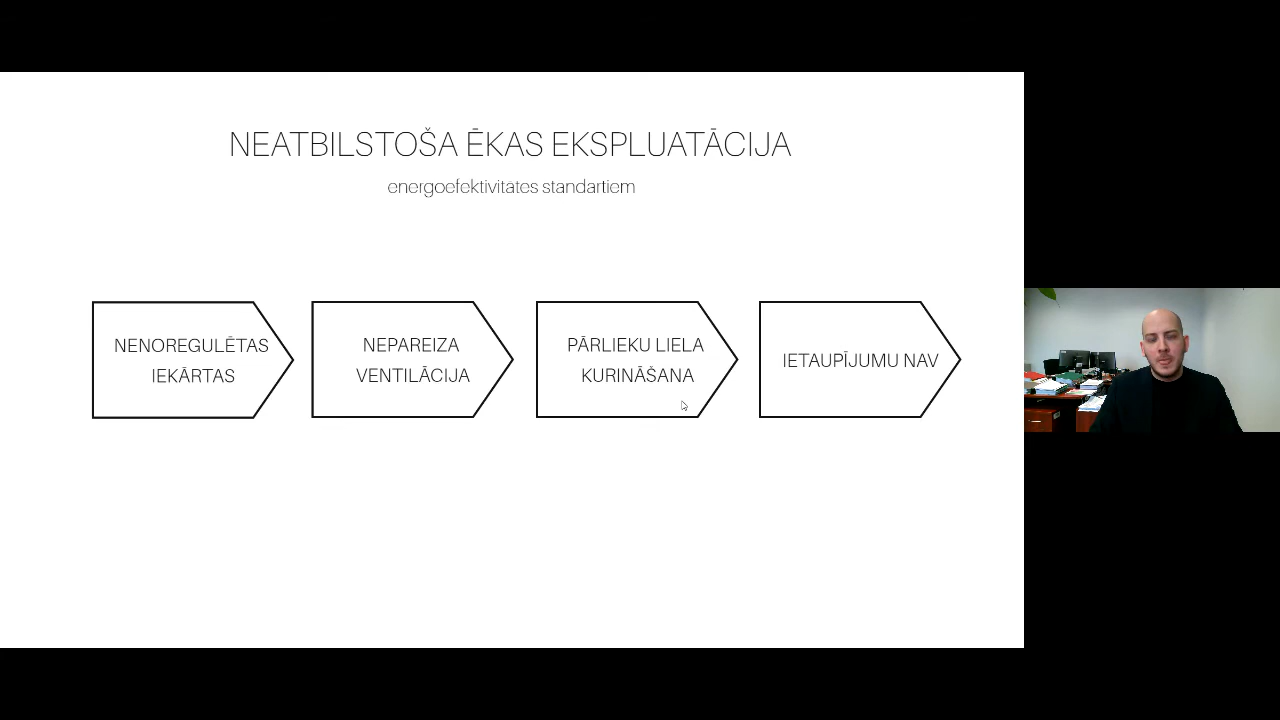 NEATBILSTOŠA ĒKAS EKSPLUATĀCIJA
energoefektivitātes standartiem
NENOREGULĒTAS
IEKĀRTAS
NEPAREIZA
VENTILĀCIJA
PĀRLIEKU LIELA
KURINĀŠANA
IETAUPĪJUMU NAV